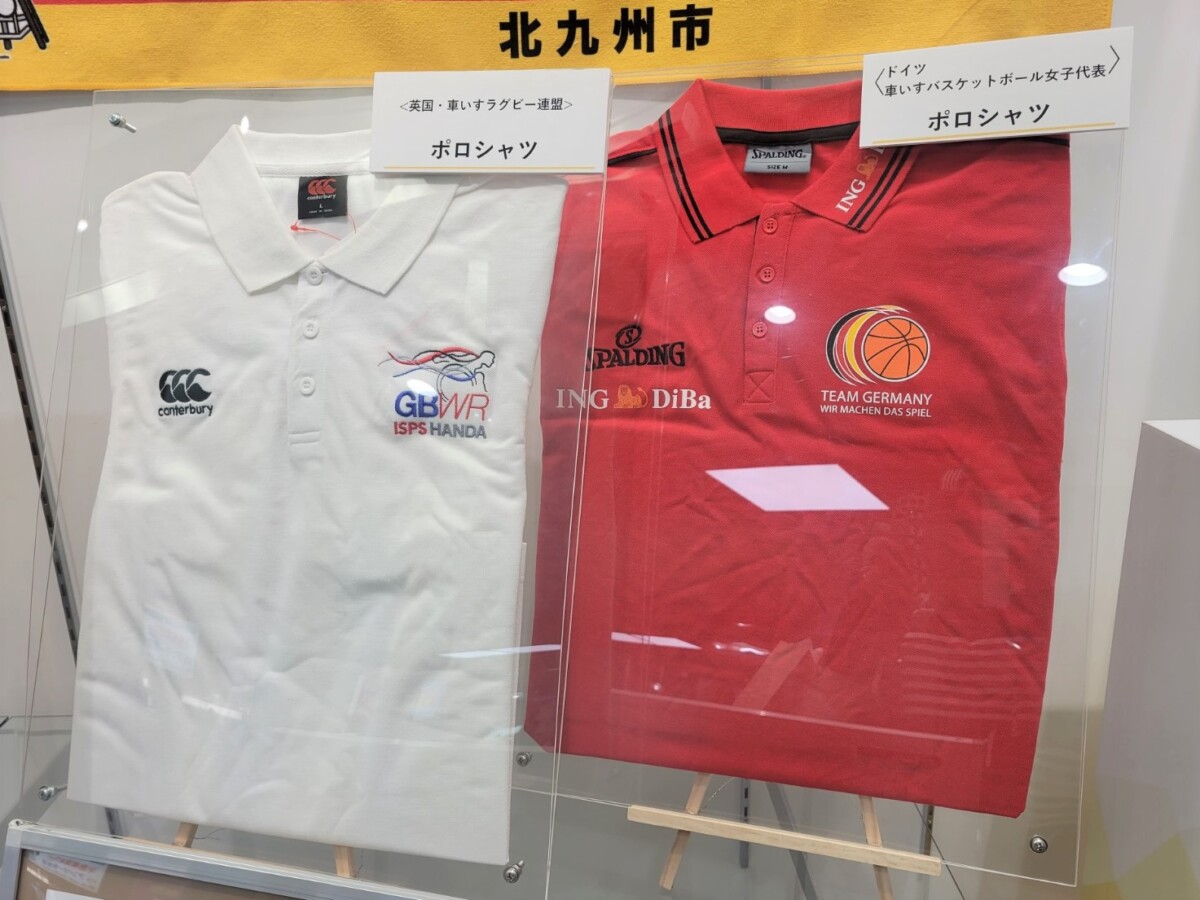 北九州市
<英国・車いすラグビー連盟>
ポロシャツ
〈ドイツ
車いすバスケットボール女子代表〉
ポロシャツ
canterbury
L
canterbury
GBWR
ISPS HANDA
SPALDING
SIZE M
ING
SPALDING
ING DiBa
TEAM GERMANY
WIR MACHEN DAS SPIEL